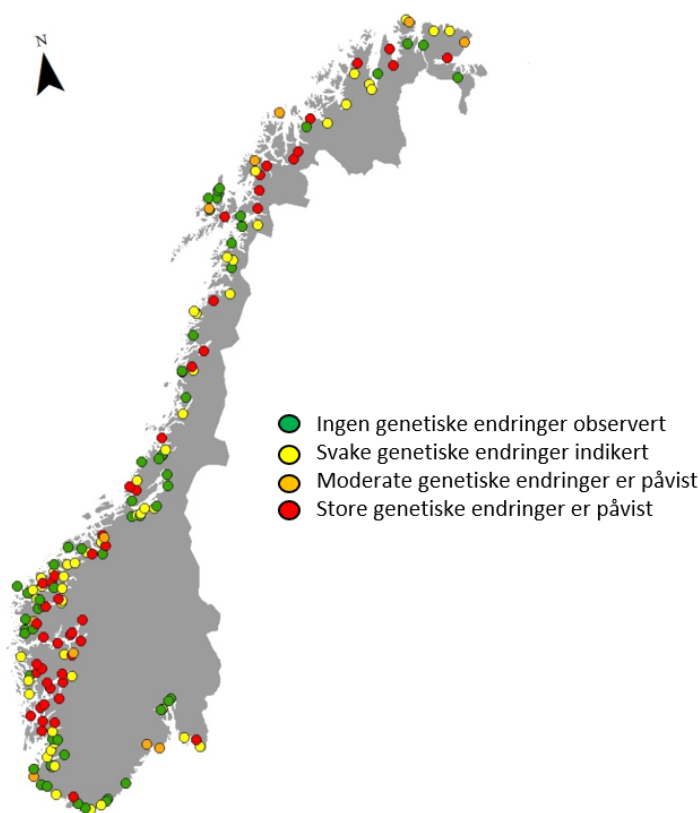 N
Ingen genetiske endringer observert
Svake genetiske endringer indikert
Moderate genetiske endringer er påvist
Store genetiske endringer er påvist